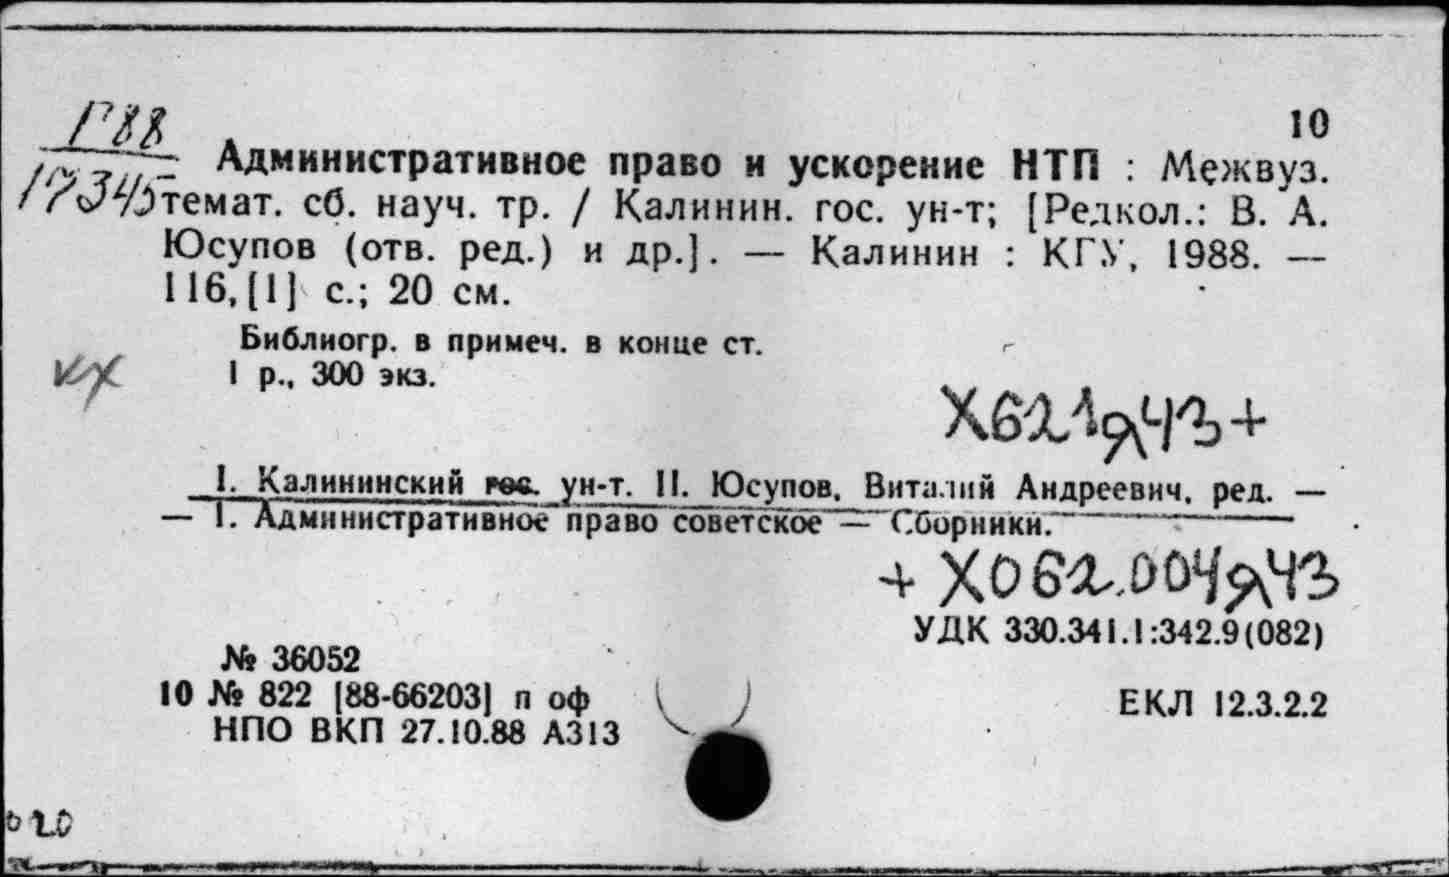 Г88
10
Административное право и ускорение НТП : Межвуз.
17345 темат. сб. науч. тр. / Калинин. гос. ун-т; [Редкол.: В. А.
Юсупов (отв. ред.) и др.]. — Калинин : КГУ, 1988. —
116,[1] с.; 20 см.
Библиогр. в примеч. в конце ст.
кх
1 р., 300 экз.
Х621я43+
I. Калининский гос. ун-т. II. Юсупов, Виталий Андреевич, ред. —
— 1. Административное право советское — Сборники.
+ Х062.004я43
УДК 330.341.1:342.9(082)
№ 36052
10 № 822 [88-66203] п оф
ЕКЛ 12.3.2.2
НПО ВКП 27.10.88 А313